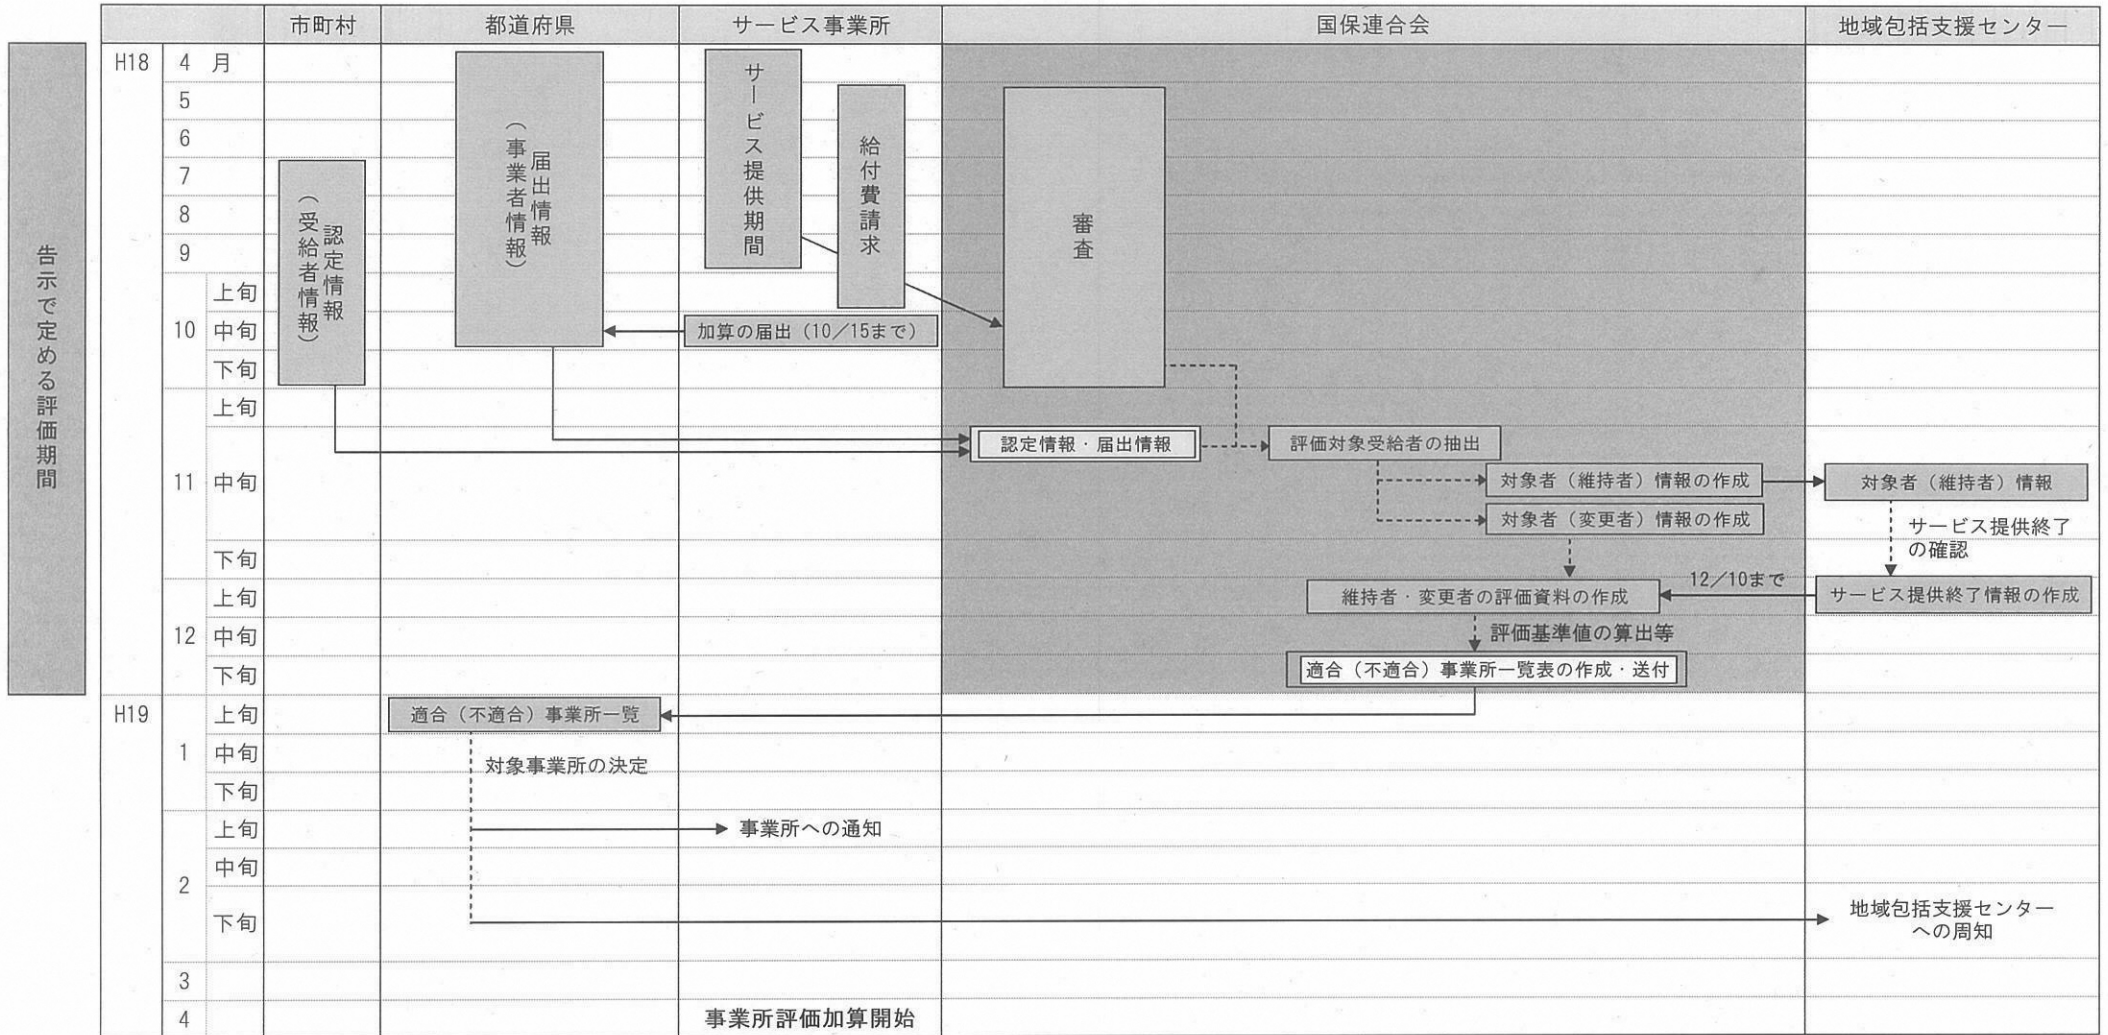 市町村
都道府県
サービス事業所
国保連合会
地域包括支援センター
告示で定める評価期間
H18
4 月
5
6
7
8
9
10
上旬
中旬
下旬
11
上旬
中旬
下旬
12
上旬
中旬
下旬
H19
1
上旬
中旬
下旬
2
上旬
中旬
下旬
3
4
認定情報
（受給者情報）
届出情報
（事業者情報）
サービス提供期間
給付費請求
審査
加算の届出（10／15まで）
認定情報・届出情報
評価対象受給者の抽出
対象者（維持者）情報の作成
対象者（維持者）情報
対象者（変更者）情報の作成
サービス提供終了
の確認
12／10まで
維持者・変更者の評価資料の作成
サービス提供終了情報の作成
評価基準値の算出等
適合（不適合）事業所一覧表の作成・送付
適合（不適合）事業所一覧
対象事業所の決定
事業所への通知
地域包括支援センター
への周知
事業所評価加算開始